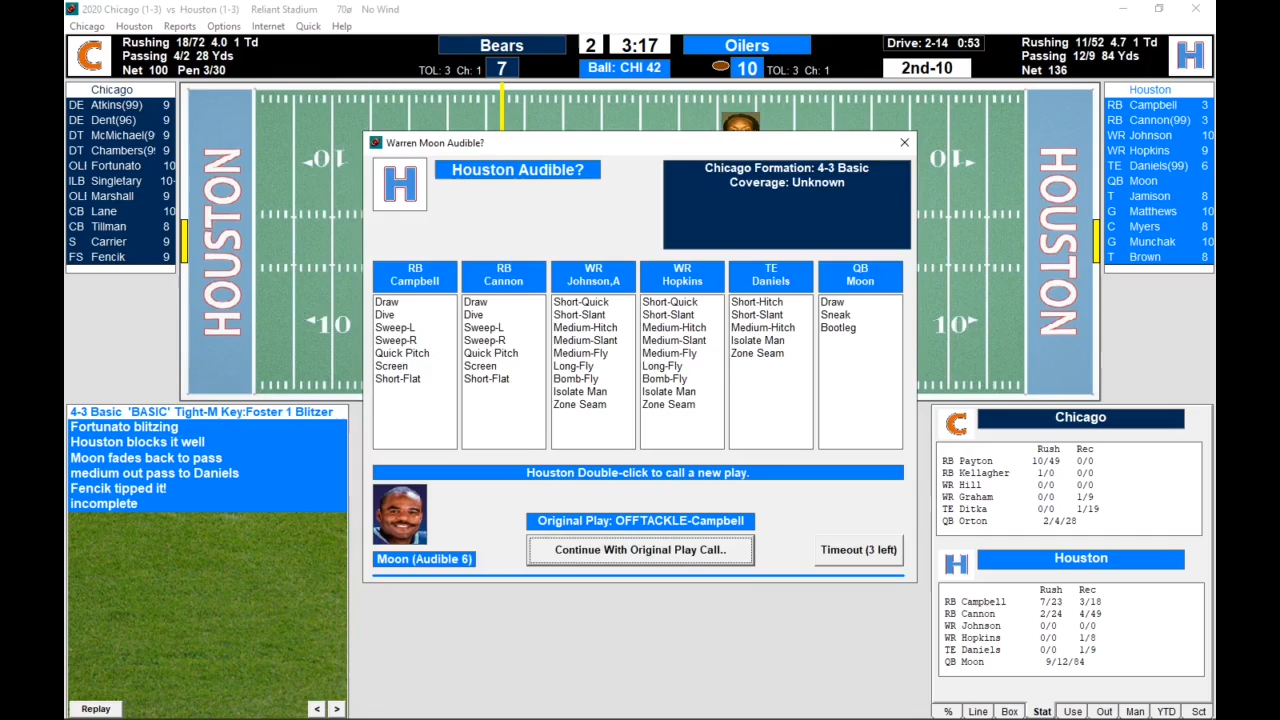 2020 Chicago (1-3) vs Houston (1-3) Reliant Stadium 70ø No Wind
Chicago Houston Reports Options Internet Quick Help
Rushing 18/72 4.0 1 Td
Passing 4/2 28 Yds
Net 100 Pen 3/30
Bears 2 3:17 Oilers
TOL: 3 Ch: 1 7 Ball: CHI 42 10 TOL: 3 Ch: 1
Drive: 2-14 0:53
2nd-10
Rushing 11/52 4.7 1 Td
Passing 12/9 84 Yds
Net 136
Chicago
DE Atkins(99) 9
DE Dent(96) 9
DT McMichael(9 9
DT Chambers(9 9
OLI Fortunato 10
ILB Singletary 10-
OLI Marshall 9
CB Lane 10
CB Tillman 8
S Carrier 9
FS Fencik 9
HOUSTON
10 10
10 10
HOUSTON
Houston
RB Campbell 3
RB Cannon(99) 3
WR Johnson 10
WR Hopkins 9
TE Daniels(99) 6
QB Moon
T Jamison 8
G Matthews 10
C Myers 8
G Munchak 10
T Brown 8
Warren Moon Audible?
Houston Audible?
Chicago Formation: 4-3 Basic
Coverage: Unknown
RB Campbell
Draw
Dive
Sweep-L
Sweep-R
Quick Pitch
Screen
Short-Flat
RB Cannon
Draw
Dive
Sweep-L
Sweep-R
Quick Pitch
Screen
Short-Flat
WR Johnson,A
Short-Quick
Short-Slant
Medium-Hitch
Medium-Slant
Medium-Fly
Long-Fly
Bomb-Fly
Isolate Man
Zone Seam
WR Hopkins
Short-Quick
Short-Slant
Medium-Hitch
Medium-Slant
Medium-Fly
Long-Fly
Bomb-Fly
Isolate Man
Zone Seam
TE Daniels
Short-Hitch
Short-Slant
Medium-Hitch
Isolate Man
Zone Seam
QB Moon
Draw
Sneak
Bootleg
Houston Double-click to call a new play.
Original Play: OFFTACKLE-Campbell
Continue With Original Play Call..
Timeout (3 left)
Moon (Audible 6)
4-3 Basic 'BASIC' Tight-M Key:Foster 1 Blitzer
Fortunato blitzing
Houston blocks it well
Moon fades back to pass
medium out pass to Daniels
Fencik tipped it!
incomplete
Replay < >
Chicago
Rush Rec
RB Payton 10/49 0/0
RB Kellagher 1/0 0/0
WR Hill 0/0 0/0
WR Graham 0/0 1/9
TE Ditka 0/0 1/19
QB Orton 2/4/28
Houston
Rush Rec
RB Campbell 7/23 3/18
RB Cannon 2/24 4/49
WR Johnson 0/0 0/0
WR Hopkins 0/0 1/8
TE Daniels 0/0 1/9
QB Moon 9/12/84
% Line Box Stat Use Out Man YTD Sct